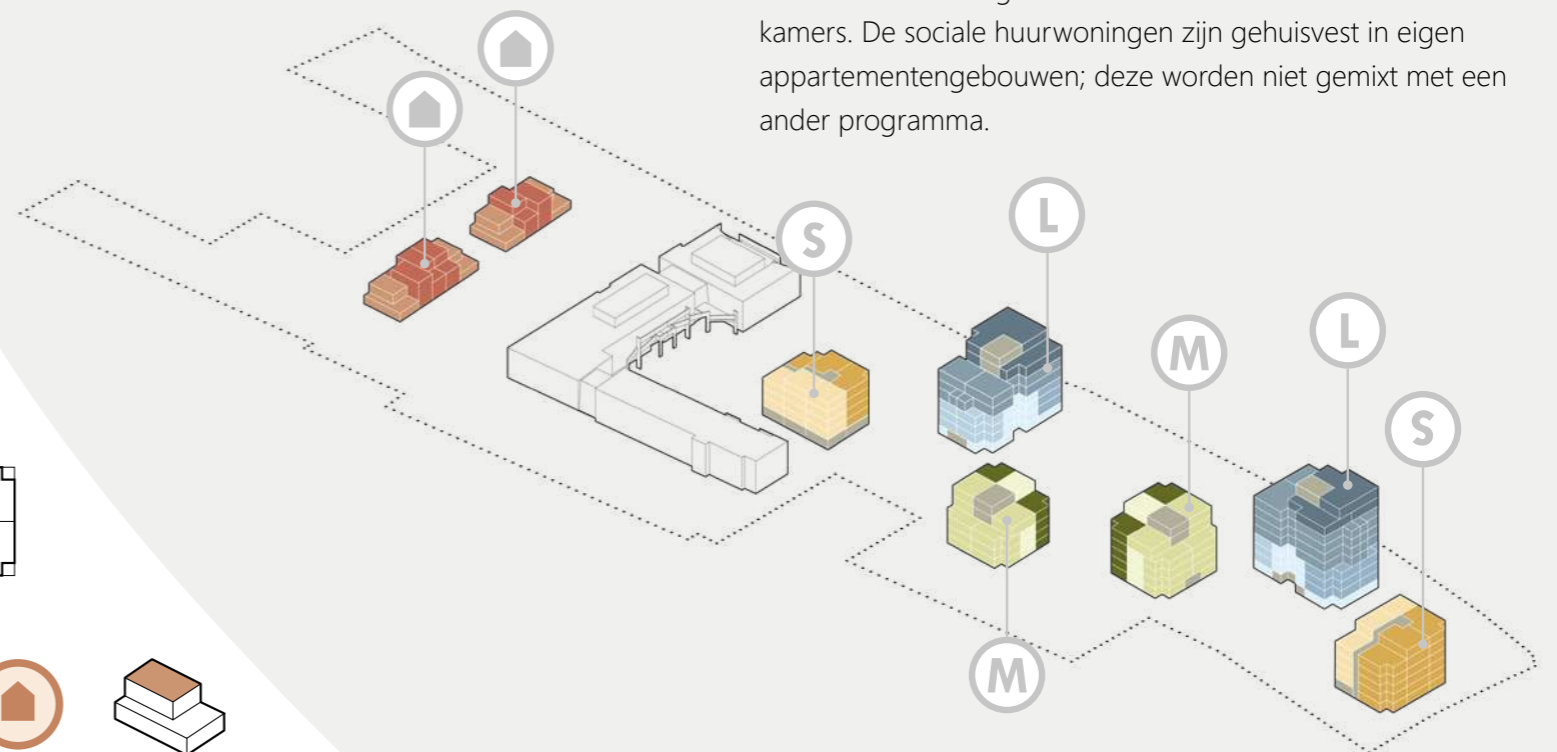 kamers. De sociale huurwoningen zijn gehuisvest in eigen
appartementengebouwen; deze worden niet gemixt met een
ander programma.
S
L
L
M
S
M